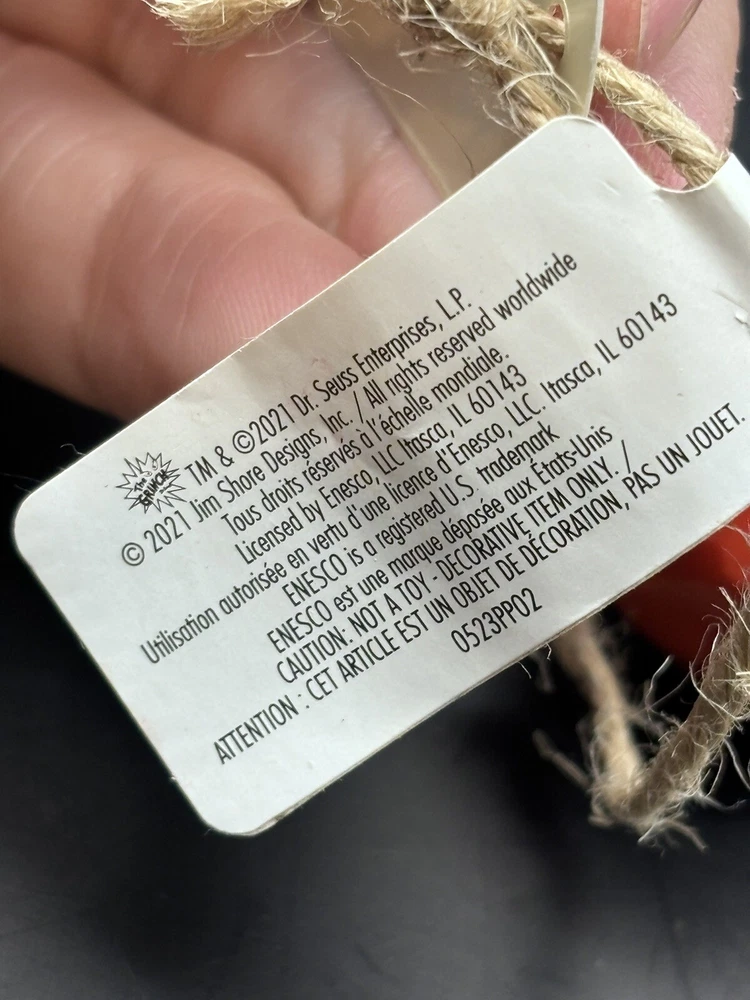 The GRINCH TM & ©2021 Dr. Seuss Enterprises, L.P.
© 2021 Jim Shore Designs, Inc. / All rights reserved worldwide
Tous droits réservés à l'échelle mondiale.
Licensed by Enesco, LLC Itasca, IL 60143
Utilisation autorisée en vertu d'une licence d'Enesco, LLC. Itasca, IL 60143
ENESCO is a registered U.S. trademark
ENESCO est une marque déposée aux États-Unis
CAUTION: NOT A TOY - DECORATIVE ITEM ONLY. /
ATTENTION : CET ARTICLE EST UN OBJET DE DÉCORATION, PAS UN JOUET.
0523PP02